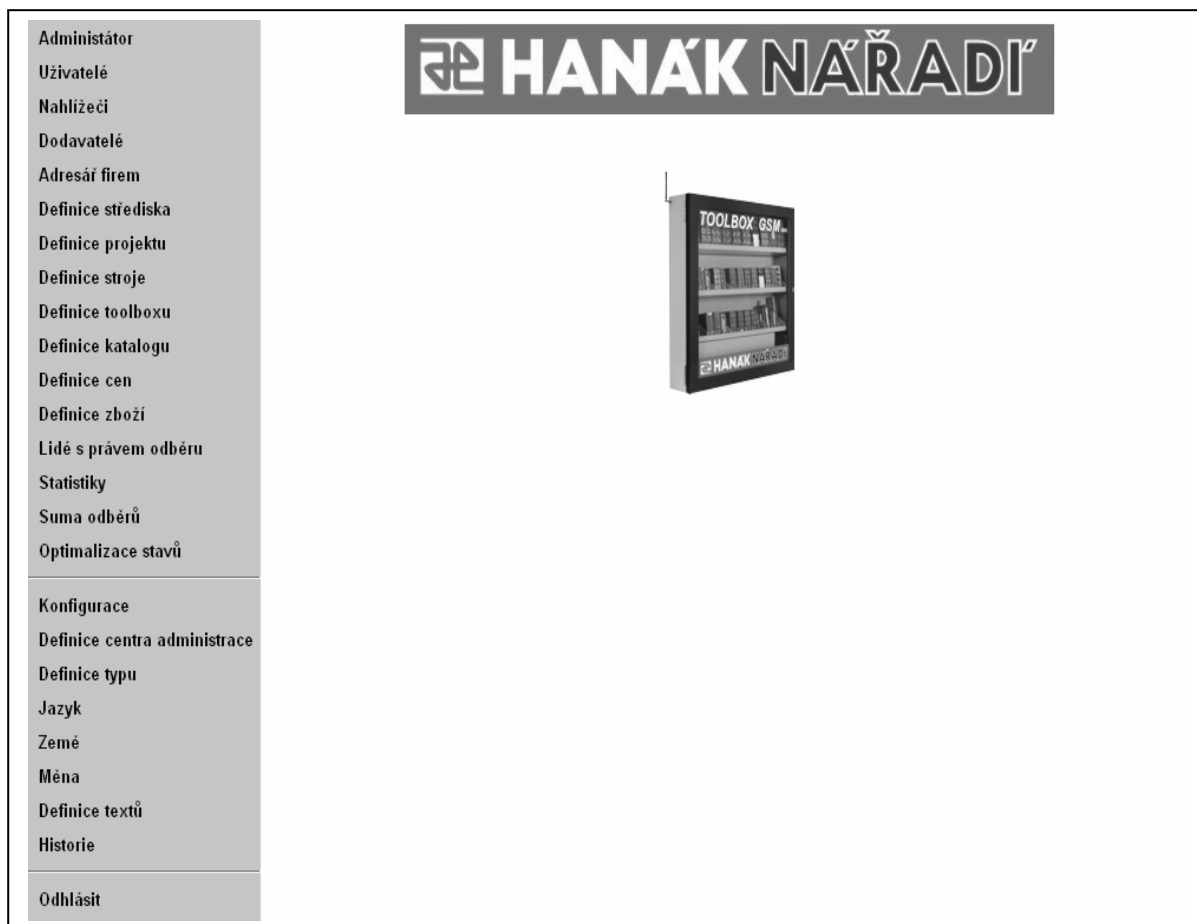 Administátor
Uživatelé
Nahlížeči
Dodavatelé
Adresář firem
Definice střediska
Definice projektu
Definice stroje
Definice toolboxu
Definice katalogu
Definice cen
Definice zboží
Lidé s právem odběru
Statistiky
Suma odběrů
Optimalizace stavů
Konfigurace
Definice centra administrace
Definice typu
Jazyk
Země
Měna
Definice textů
Historie
Odhlásit
HANÁK NÁŘADÍ
TOOLBOX GSM
HANÁK NÁŘADÍ